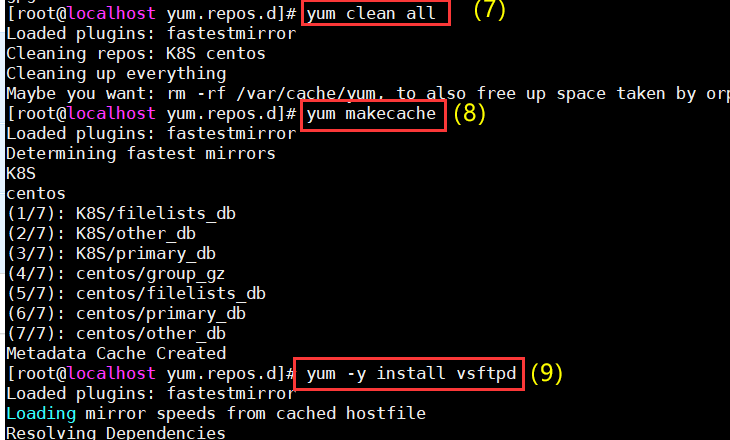 [root@localhost yum.repos.d]# yum clean all (7)
Loaded plugins: fastestmirror
Cleaning repos: K8S centos
Cleaning up everything
Maybe you want: rm -rf /var/cache/yum, to also free up space taken by orp
[root@localhost yum.repos.d]# yum makecache (8)
Loaded plugins: fastestmirror
Determining fastest mirrors
K8S
centos
(1/7): K8S/filelists_db
(2/7): K8S/other_db
(3/7): K8S/primary_db
(4/7): centos/group_gz
(5/7): centos/filelists_db
(6/7): centos/primary_db
(7/7): centos/other_db
Metadata Cache Created
[root@localhost yum.repos.d]# yum -y install vsftpd (9)
Loaded plugins: fastestmirror
Loading mirror speeds from cached hostfile
Resolving Dependencies